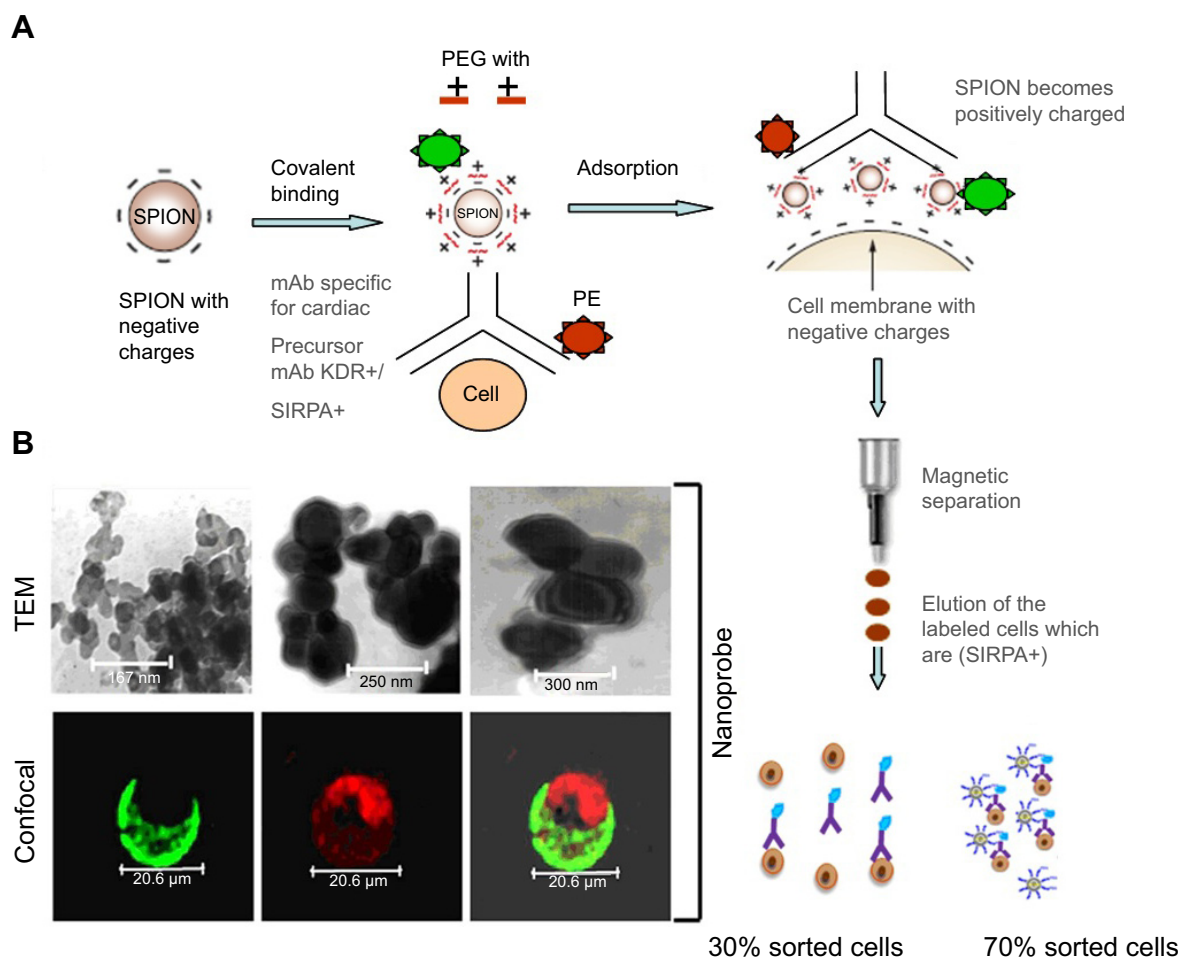 A
PEG with
+ +
SPION becomes
positively charged
Covalent
binding
Adsorption
SPION
SPION
SPION with
negative
charges
mAb specific
for cardiac
Precursor
mAb KDR+/
SIRPA+
PE
Cell
Cell membrane with
negative charges
Magnetic
separation
Elution of the
labeled cells which
are (SIRPA+)
B
TEM
167 nm
250 nm
300 nm
Nanoprobe
Confocal
20.6 µm
20.6 µm
20.6 µm
30% sorted cells
70% sorted cells